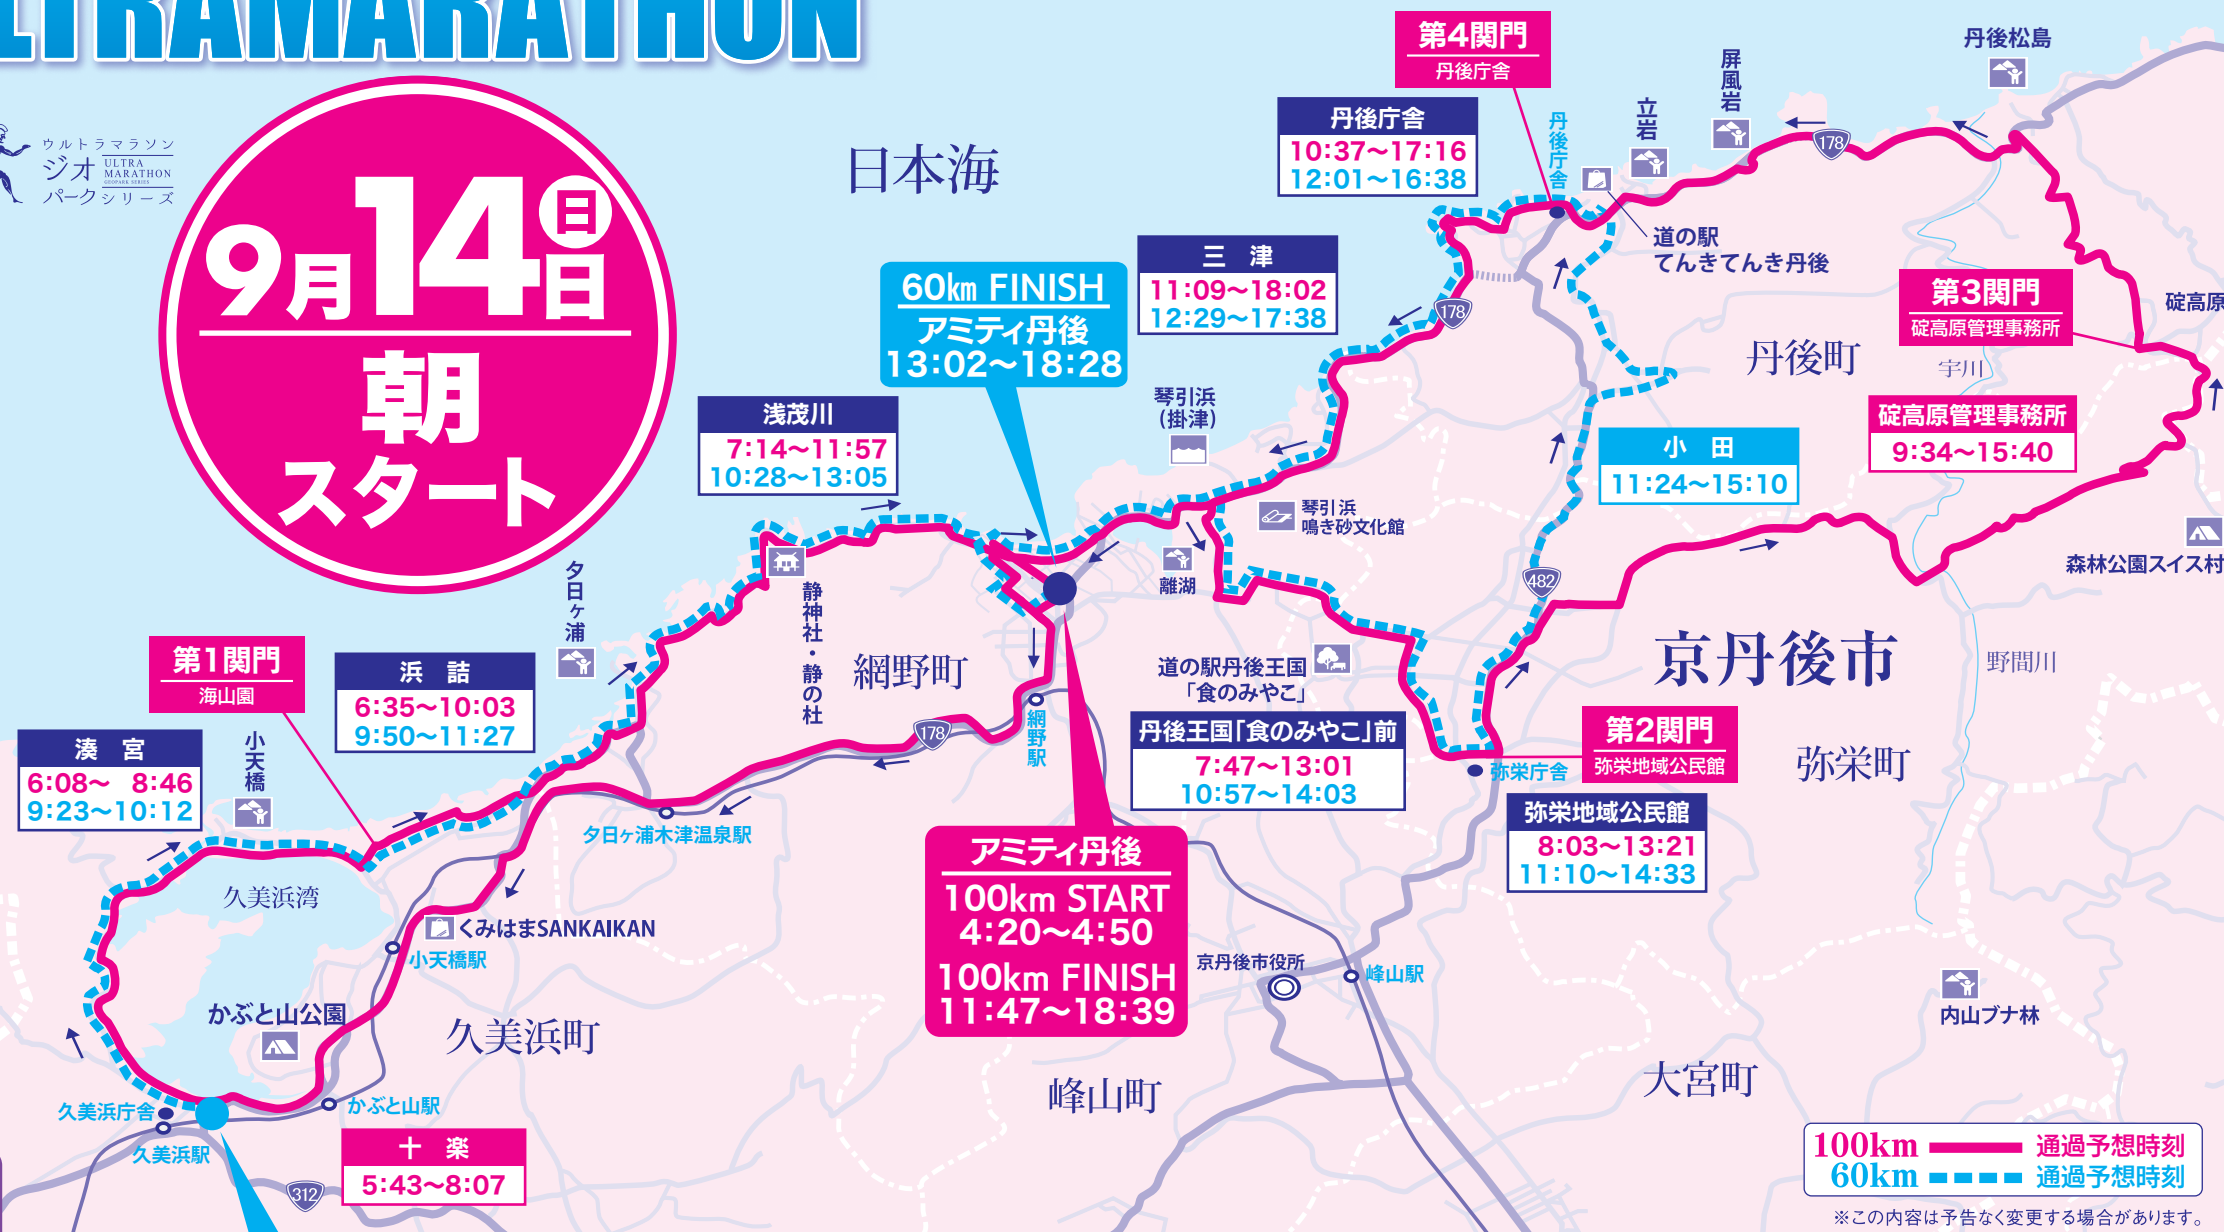 LTRAMARATHON
ウルトラマラソン
ジオ
ULTRA
MARATHON
GEOPARK SERIES
パークシリーズ
9月14日
日
朝
スタート
日本海
第4関門
丹後庁舎
丹後庁舎
10:37〜17:16
12:01〜16:38
丹後庁舎
立岩
屏風岩
丹後松島
178
道の駅
てんきてんき丹後
三 津
11:09〜18:02
12:29〜17:38
178
60km FINISH
アミティ丹後
13:02〜18:28
第3関門
碇高原管理事務所
碇高原
丹後町
宇川
碇高原管理事務所
9:34〜15:40
小 田
11:24〜15:10
琴引浜
(掛津)
琴引浜
鳴き砂文化館
離湖
浅茂川
7:14〜11:57
10:28〜13:05
静神社・静の杜
夕日ヶ浦
網野町
482
森林公園スイス村
京丹後市
野間川
道の駅丹後王国
「食のみやこ」
丹後王国「食のみやこ」前
7:47〜13:01
10:57〜14:03
第2関門
弥栄地域公民館
弥栄庁舎
弥栄町
弥栄地域公民館
8:03〜13:21
11:10〜14:33
第1関門
海山園
浜 詰
6:35〜10:03
9:50〜11:27
湊 宮
6:08〜 8:46
9:23〜10:12
小天橋
網野駅
178
夕日ヶ浦木津温泉駅
アミティ丹後
100km START
4:20〜4:50
100km FINISH
11:47〜18:39
久美浜湾
くみはまSANKAIKAN
小天橋駅
かぶと山公園
久美浜町
京丹後市役所
峰山駅
内山ブナ林
峰山町
大宮町
久美浜庁舎
久美浜駅
かぶと山駅
十 楽
5:43〜8:07
312
100km 通過予想時刻
60km 通過予想時刻
※この内容は予告なく変更する場合があります。